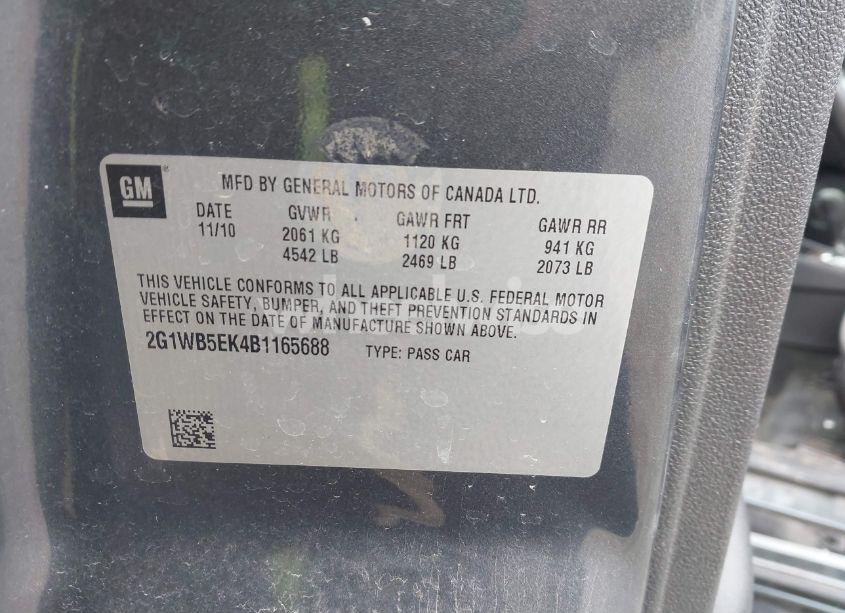 GM
MFD BY GENERAL MOTORS OF CANADA LTD.
DATE GVWR GAWR FRT GAWR RR
11/10 2061 KG 1120 KG 941 KG
4542 LB 2469 LB 2073 LB
THIS VEHICLE CONFORMS TO ALL APPLICABLE U.S. FEDERAL MOTOR
VEHICLE SAFETY, BUMPER, AND THEFT PREVENTION STANDARDS IN
EFFECT ON THE DATE OF MANUFACTURE SHOWN ABOVE.
2G1WB5EK4B1165688 TYPE: PASS CAR